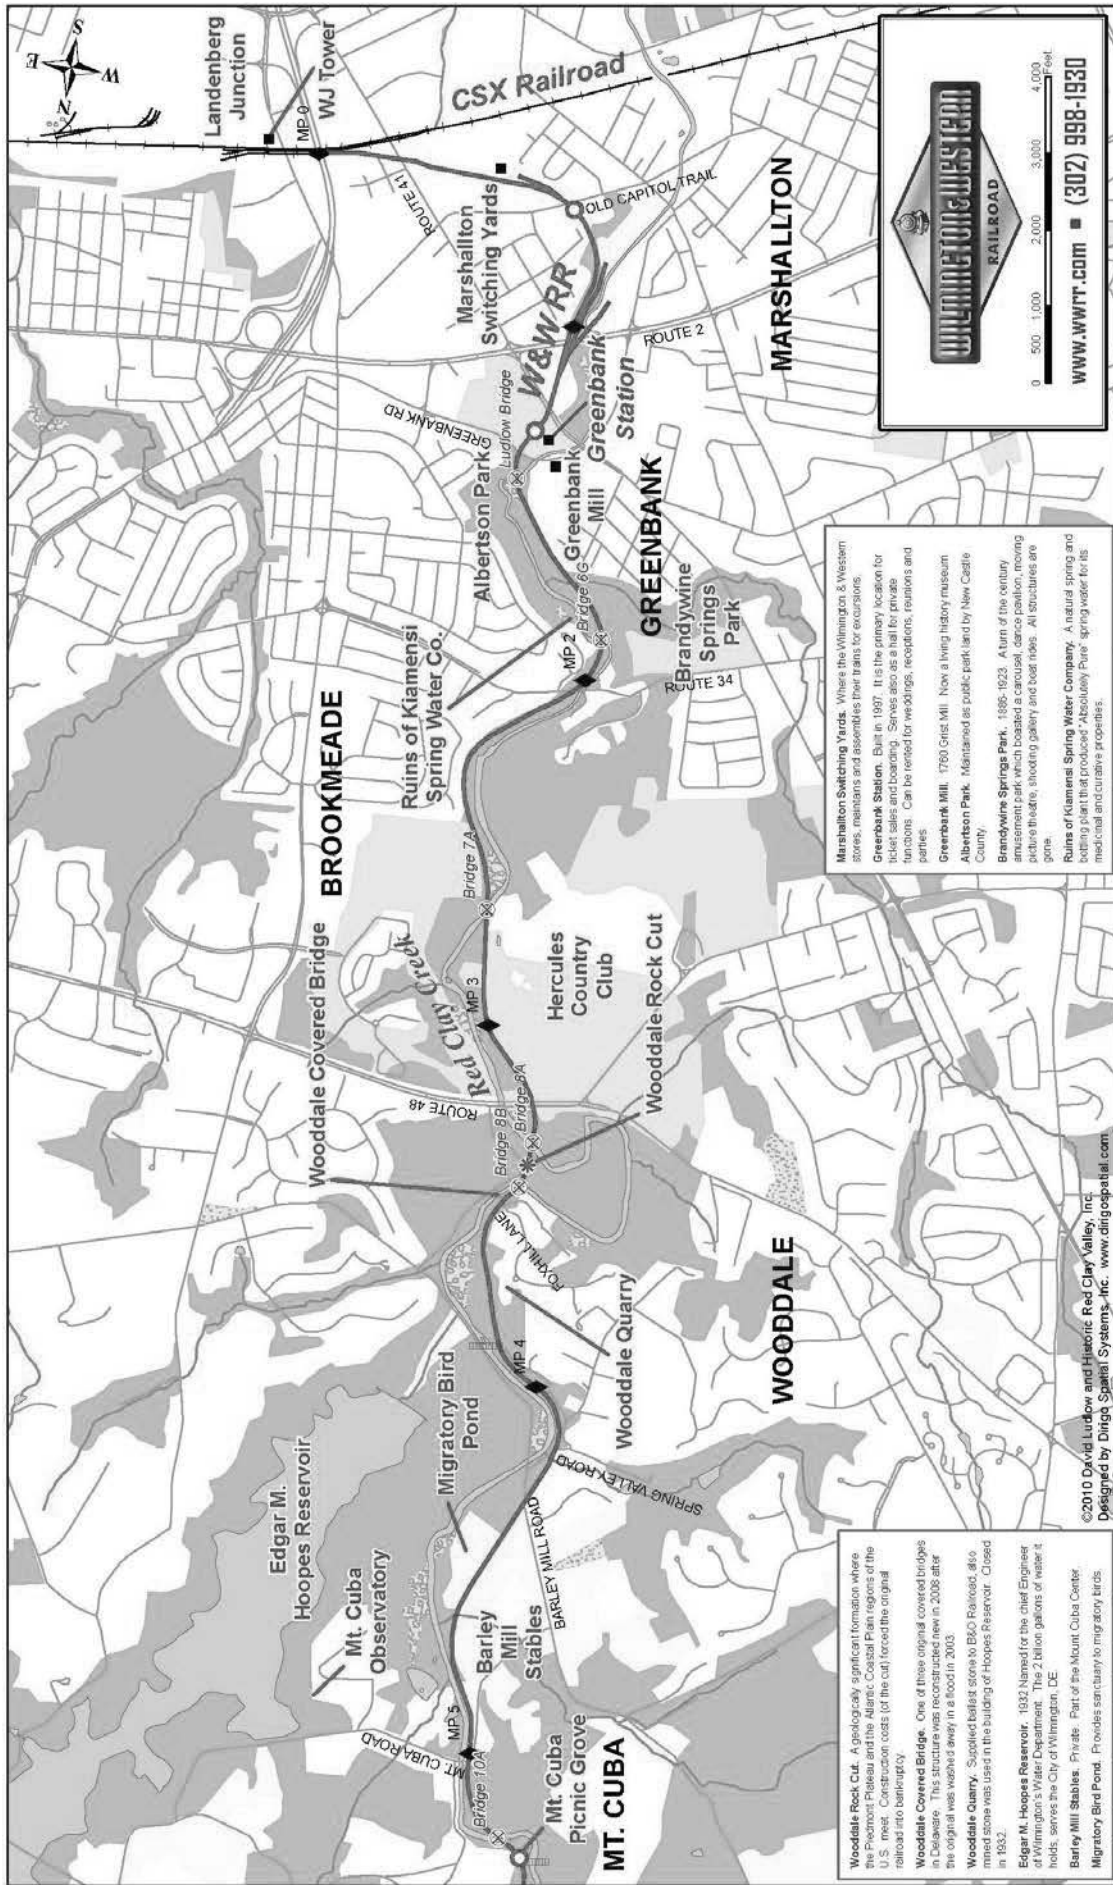 Landenberg
Junction
WJ Tower
MP 0
CSX Railroad
ROUTE 41
Marshallton
Switching Yards
OLD CAPITOL TRAIL
W&W RR
MARSHALLTON
ROUTE 2
Greenbank
Station
Ludlow Bridge
GREENBANK RD
Albertson Park
Greenbank
Mill
GREENBANK
Bridge 6G
Brandywine
Springs
Park
MP 2
ROUTE 34
Ruins of Kiamensi
Spring Water Co.
BROOKMEADE
Bridge 7A
Red Clay Creek
MP 3
Hercules
Country
Club
Wooddale Covered Bridge
ROUTE 48
Bridge 8B
Bridge 8A
Wooddale Rock Cut
FOXHILL LANE
Wooddale Quarry
WOODDALE
MP 4
Migratory Bird
Pond
SPRING VALLEY ROAD
BARLEY MILL ROAD
Edgar M.
Hoopes Reservoir
Mt. Cuba
Observatory
Barley
Mill
Stables
MP 5
MT. CUBA ROAD
Bridge 10A
Mt. Cuba
Picnic Grove
MT. CUBA
N
E
S
W
WILMINGTON & WESTERN
RAILROAD
0 500 1,000 2,000 3,000 4,000
Feet
www.wwrr.com ■ (302) 998-1930
Marshallton Switching Yards. Where the Wilmington & Western
stores, maintains and assembles their trains for excursions.
Greenbank Station. Built in 1997. It is the primary location for
ticket sales and boarding. Serves also as a hall for private
functions. Can be rented for weddings, receptions, reunions and
parties.
Greenbank Mill. 1760 Grist Mill. Now a living history museum
Albertson Park. Maintained as public park land by New Castle
County.
Brandywine Springs Park. 1886-1923. A turn of the century
amusement park which boasted a carousel, dance pavilion, moving
picture theatre, shooting gallery and boat rides. All structures are
gone.
Ruins of Kiamensi Spring Water Company. A natural spring and
bottling plant that produced "Absolutely Pure" spring water for its
medicinal and curative properties.
Wooddale Rock Cut. A geologically significant formation where
the Piedmont Plateau and the Atlantic Coastal Plain regions of the
U.S. meet. Construction costs (of the cut) forced the original
railroad into bankruptcy.
Wooddale Covered Bridge. One of three original covered bridges
in Delaware. This structure was reconstructed new in 2008 after
the original was washed away in a flood in 2003.
Wooddale Quarry. Supplied ballast stone to B&O Railroad, also
mined stone was used in the building of Hoopes Reservoir. Closed
in 1932.
Edgar M. Hoopes Reservoir. 1932 Named for the chief Engineer
of Wilmington's Water Department. The 2 billion gallons of water it
holds, serves the City of Wilmington, DE.
Barley Mill Stables. Private. Part of the Mount Cuba Center.
Migratory Bird Pond. Provides sanctuary to migratory birds.
©2010 David Ludlow and Historic Red Clay Valley, Inc.
Designed by Dirigo Spatial Systems, Inc. www.dirigospatial.com